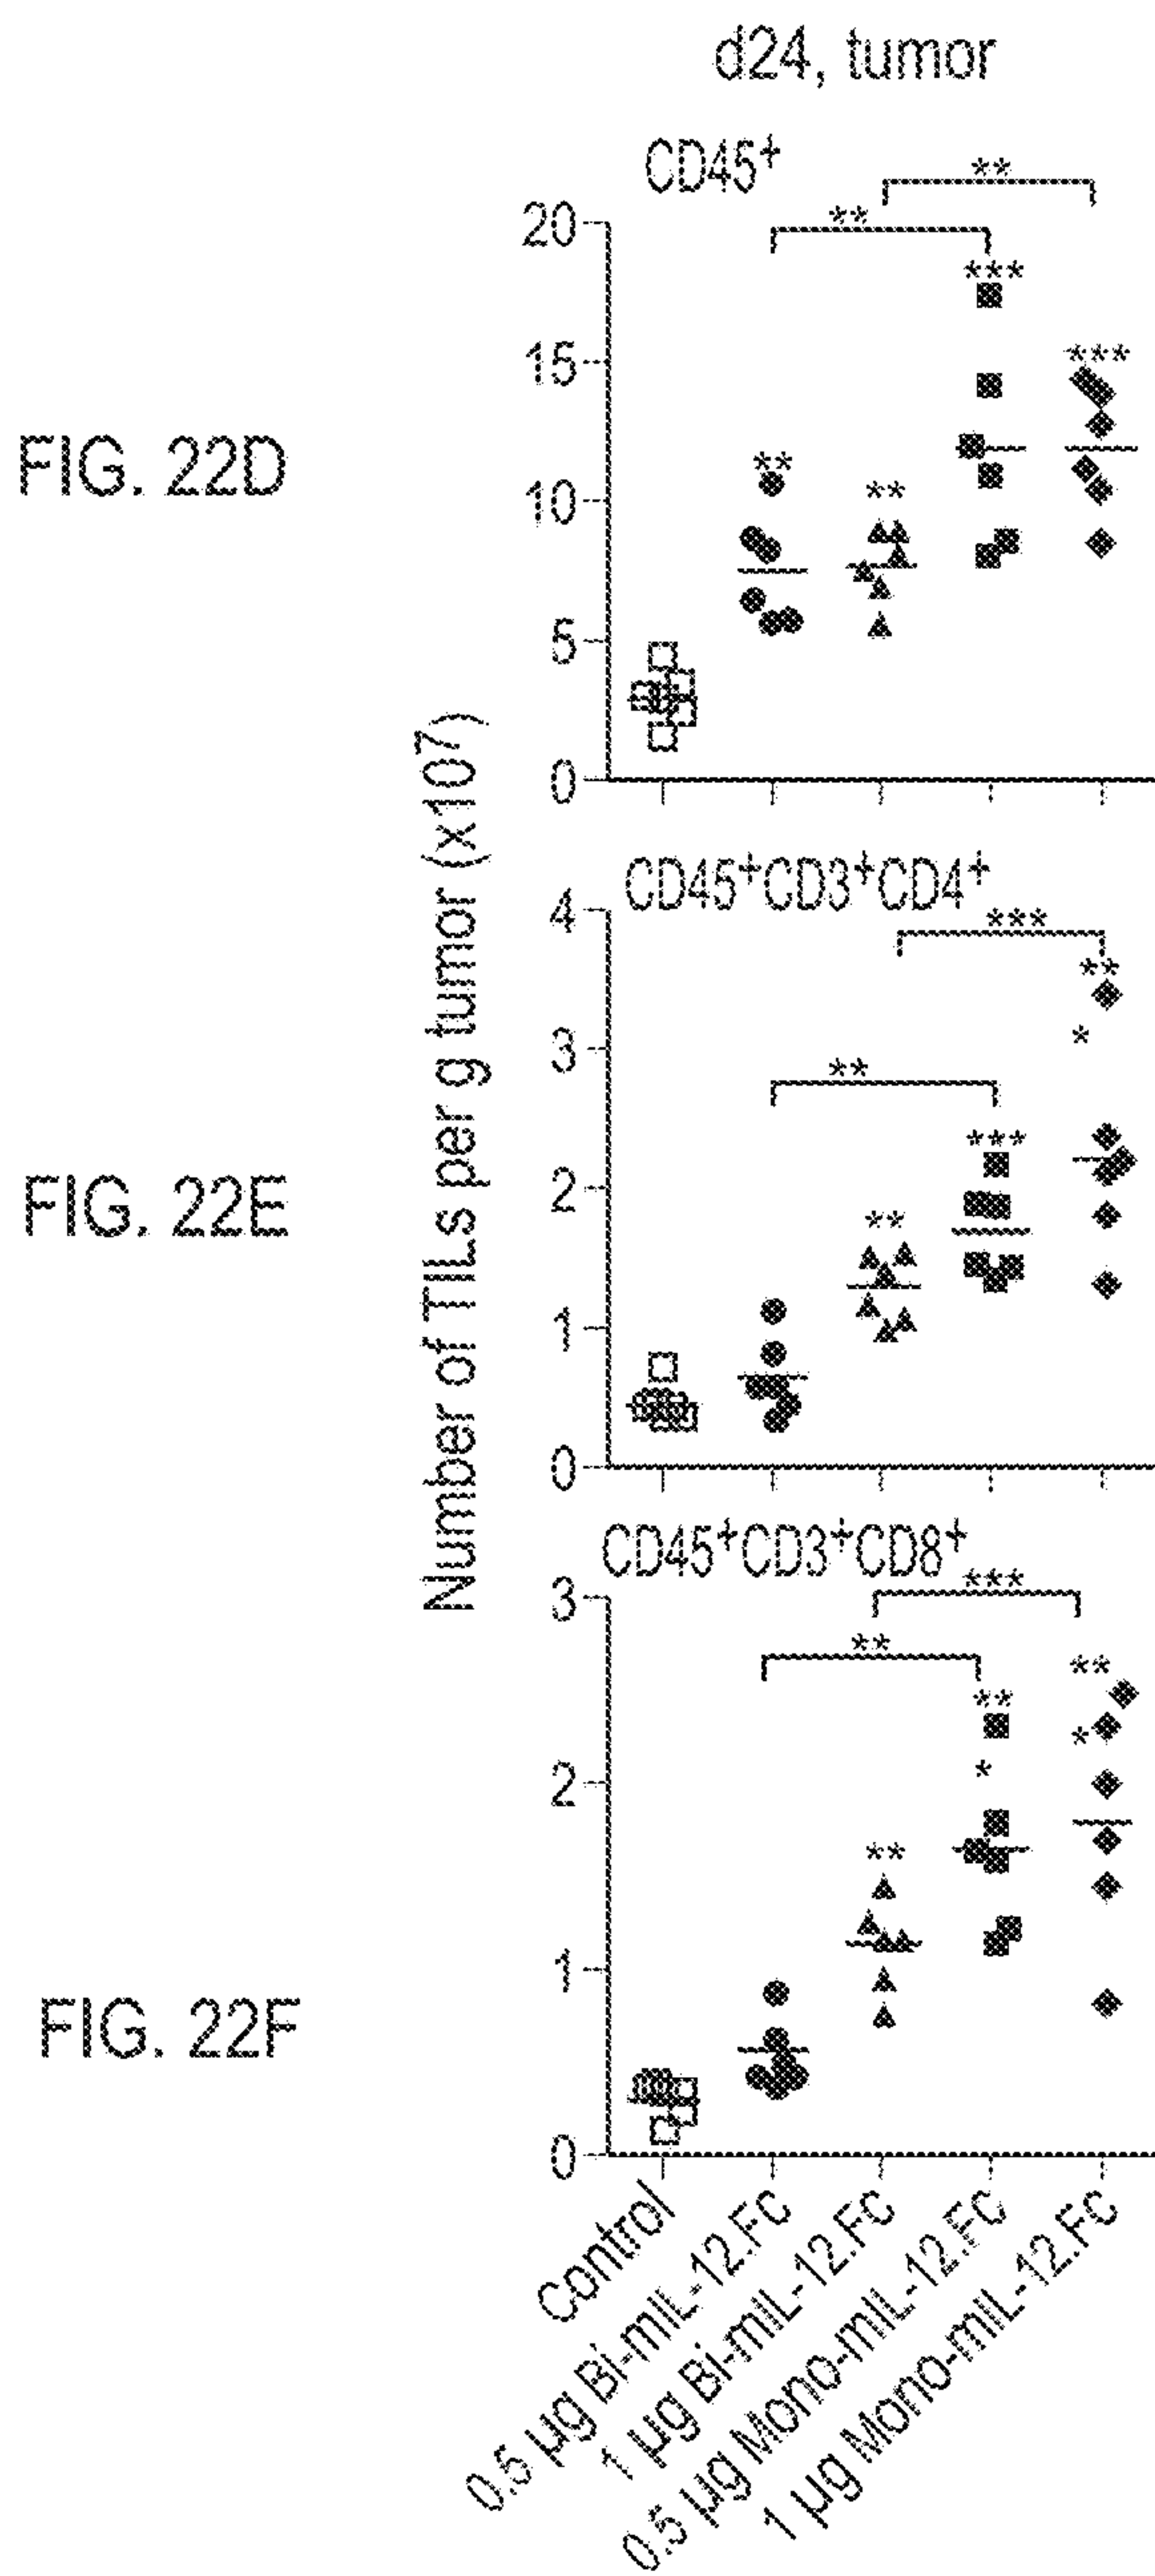 d24, tumor
FIG. 22D
CD45⁺
**
**
***
***
**
**
20
15
10
5
0
Number of TILs per g tumor (x10⁷)
FIG. 22E
CD45⁺CD3⁺CD4⁺
***
**
*
**
***
**
4
3
2
1
0
FIG. 22F
CD45⁺CD3⁺CD8⁺
***
**
**
**
*
*
**
3
2
1
0
Control
0.5 µg Bi-mIL-12.FC
1 µg Bi-mIL-12.FC
0.5 µg Mono-mIL-12.FC
1 µg Mono-mIL-12.FC